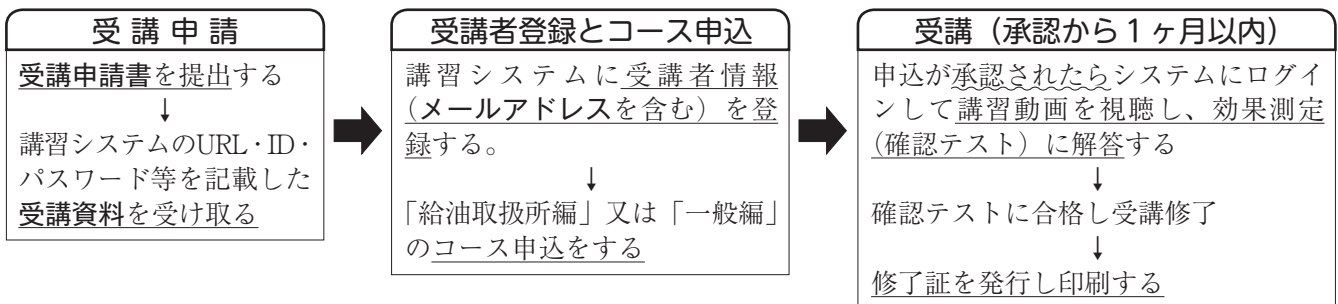 受講申請
受講申請書を提出する
↓
講習システムのURL・ID・
パスワード等を記載した
受講資料を受け取る
受講者登録とコース申込
講習システムに受講者情報
(メールアドレスを含む)を登
録する。
↓
「給油取扱所編」又は「一般編」
のコース申込をする
受講(承認から1ヶ月以内)
申込が承認されたらシステムにログイ
ンして講習動画を視聴し、効果測定
(確認テスト)に解答する
↓
確認テストに合格し受講修了
↓
修了証を発行し印刷する